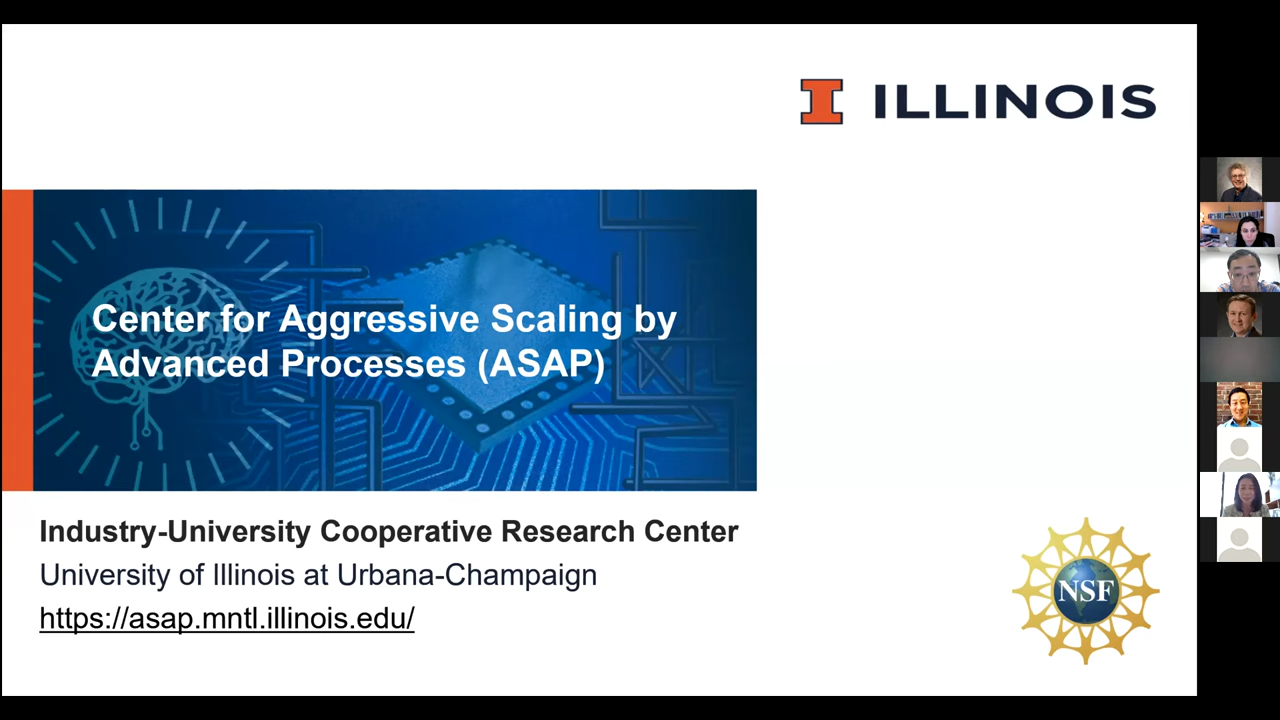 ILLINOIS
Center for Aggressive Scaling by
Advanced Processes (ASAP)
Industry-University Cooperative Research Center
University of Illinois at Urbana-Champaign
https://asap.mntl.illinois.edu/
NSF